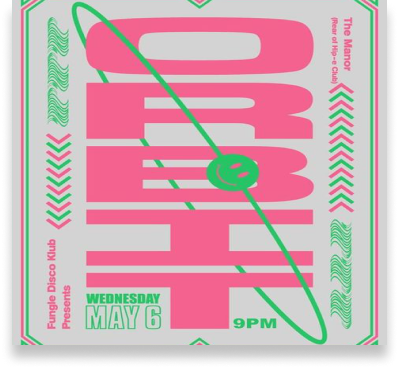 The Manor
(Rear of Hip-e Club)
ORBIT
Fungle Disco Klub
Presents
WEDNESDAY
MAY 6
9PM